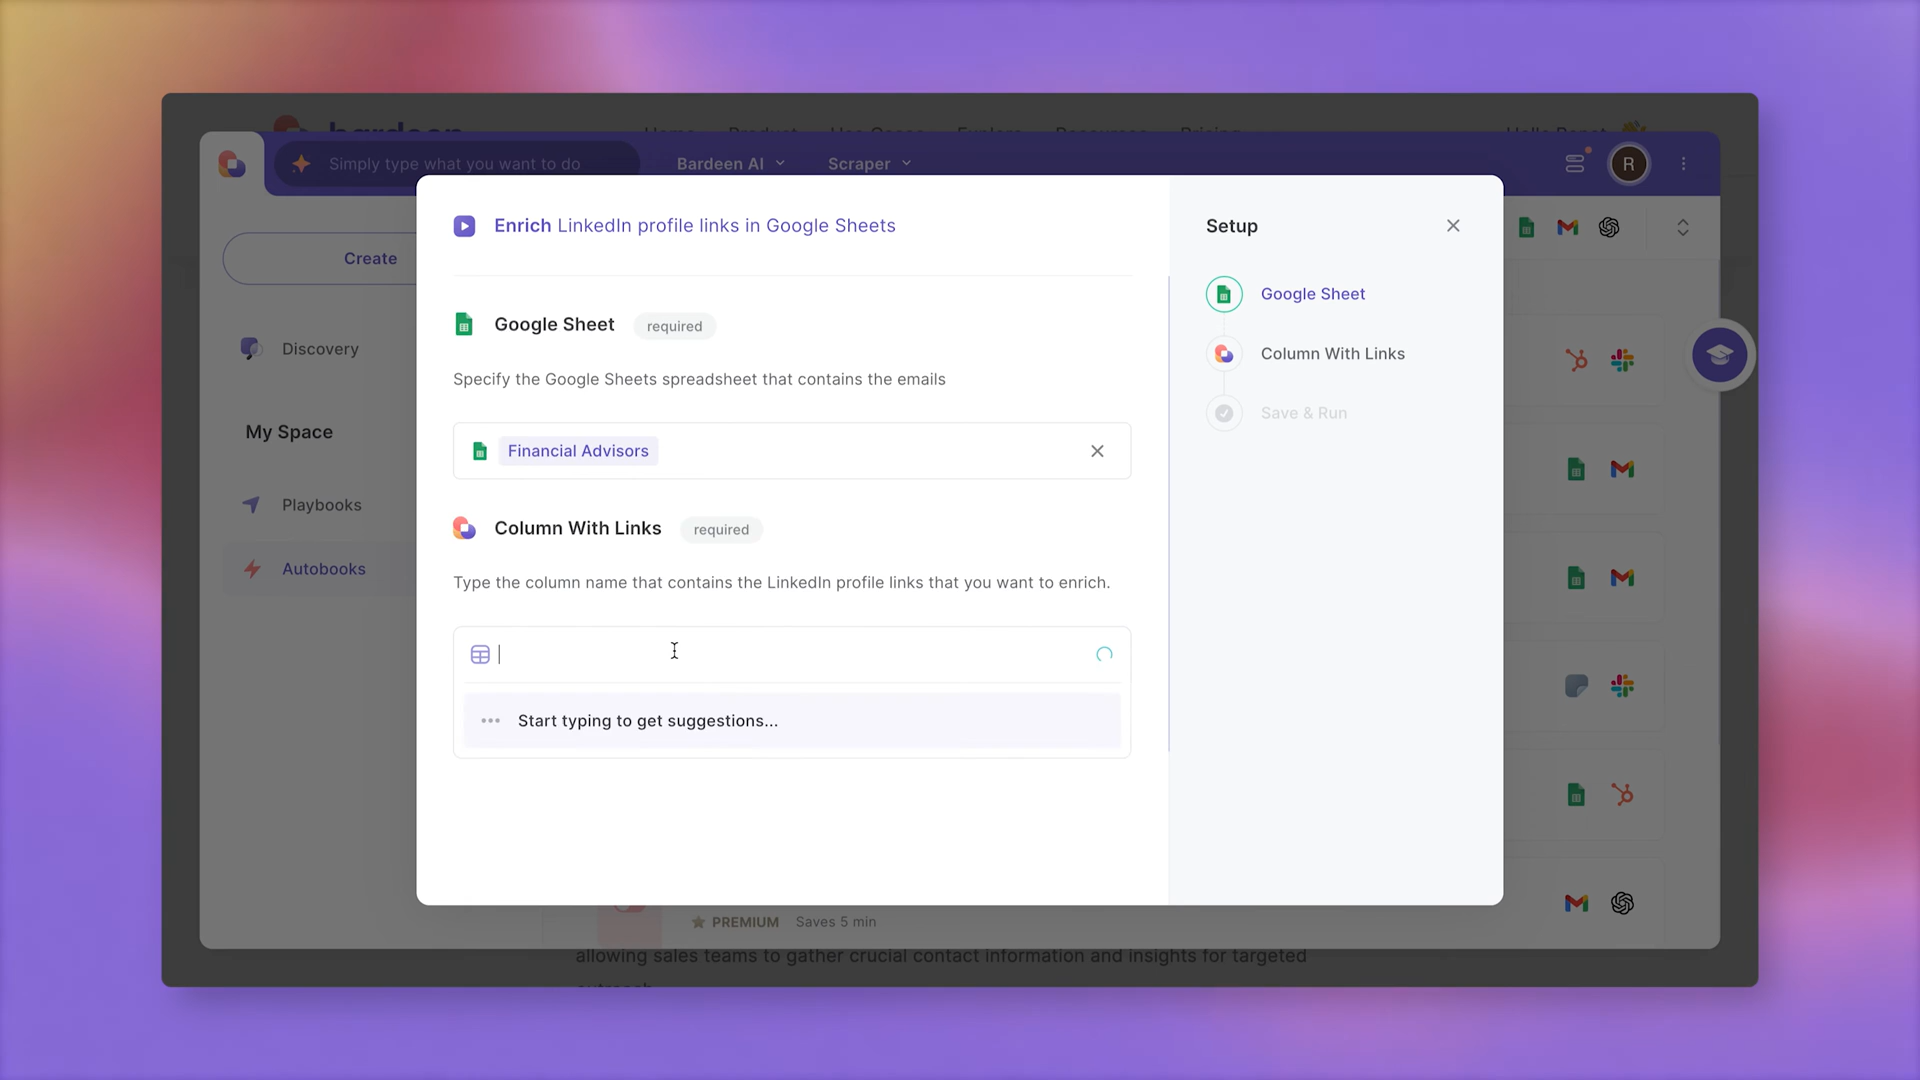 Simply type what you want to do
Bardeen AI
Scraper
R
Create
Discovery
My Space
Playbooks
Autobooks
Enrich LinkedIn profile links in Google Sheets
Google Sheet required
Specify the Google Sheets spreadsheet that contains the emails
Financial Advisors
Column With Links required
Type the column name that contains the LinkedIn profile links that you want to enrich.
Start typing to get suggestions...
Setup
Google Sheet
Column With Links
Save & Run
PREMIUM Saves 5 min
allowing sales teams to gather crucial contact information and insights for targeted